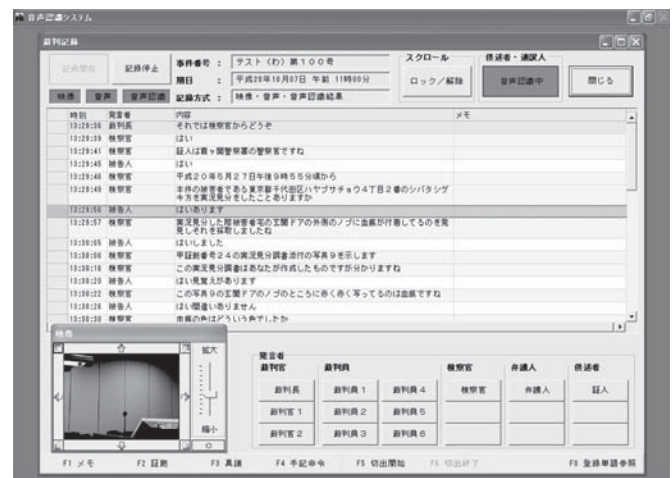 音声認識システム
裁判記録
記録開始
記録停止
事件番号 : テスト(わ)第100号
期日 : 平成20年10月07日 午前 11時00分
記録方式 : 映像・音声・音声認識結果
スクロール
ロック/解除
供述者・通訳人
音声認識中
閉じる
映像 音声 音声認識
時刻 発言者 内容 メモ
13:29:36 裁判長 それでは検察官からどうぞ
13:29:39 検察官 はい
13:29:41 検察官 証人は霞ヶ関警察署の警察官ですね
13:29:45 被告人 はい
13:29:46 検察官 平成20年5月27日午後9時55分頃から
13:29:49 検察官 本件の被害者である東京都千代田区ハヤブサチョウ4丁目2番のシバタシゲ
今方を実況見分をしたことありますか
13:29:56 被告人 はいあります
13:29:57 検察官 実況見分した際被害者宅の玄関ドアの外側のノブに血痕が付着してるのを発
見しそれを採取しましたね
13:30:05 被告人 はいしました
13:30:06 検察官 甲証拠番号24の実況見分調書添付の写真9を示します
13:30:16 検察官 この実況見分調書はあなたが作成したものですが分かりますね
13:30:20 被告人 はい見覚えがあります
13:30:22 検察官 この写真9の玄関ドアのノブのところに赤く赤く写ってるのは血痕ですね
13:30:26 被告人 はい間違いありません
13:30:30 検察官 血痕の色はどういう色でしたか
映像
拡大
縮小
発言者
裁判官 裁判員 検察官 弁護人 供述者
裁判長 裁判員1 裁判員4 検察官 弁護人 証人
裁判官1 裁判員2 裁判員5
裁判官2 裁判員3 裁判員6
F1 メモ F2 証拠 F3 異議 F4 手記命令 F5 切出開始 F6 切出終了 F8 登録単語参照